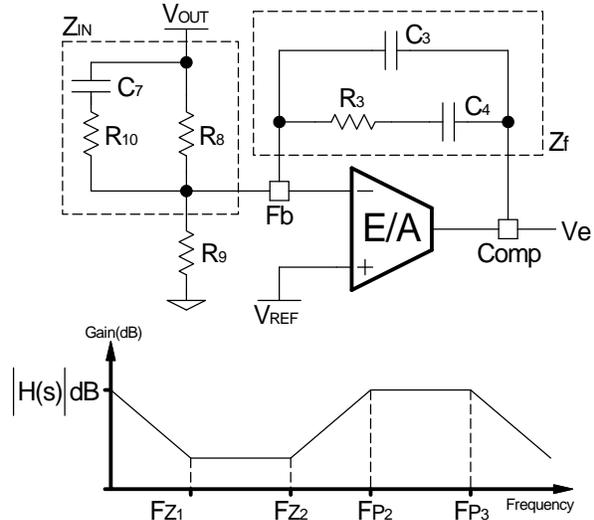 VOUT
ZIN
C3
C7
R3
C4
R10
R8
Zf
Fb
E/A
Ve
Comp
R9
VREF
Gain(dB)
|H(s)|dB
FZ1
FZ2
FP2
FP3
Frequency